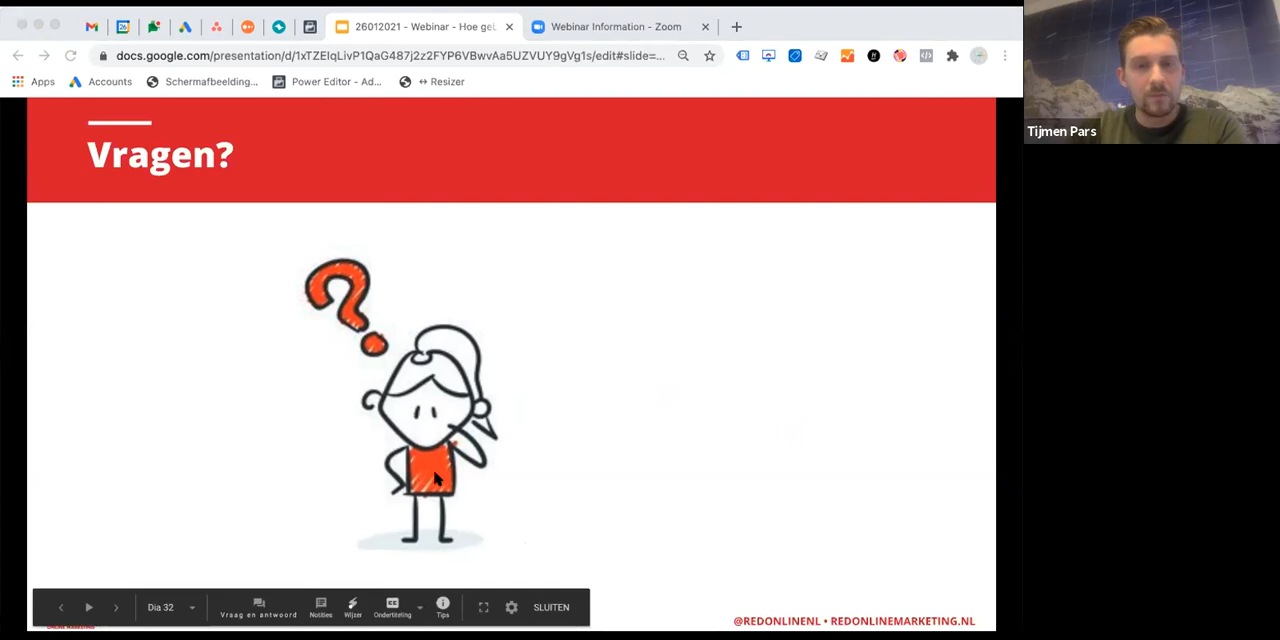 26012021 - Webinar - Hoe geb
Webinar Information - Zoom
docs.google.com/presentation/d/1xTZEIqLivP1QaG487j2z2FYP6VBwvAa5UZVUY9gVg1s/edit#slide=...
Apps
Accounts
Schermafbeelding...
Power Editor - Ad...
↔ Resizer
Tijmen Pars
Vragen?
?
Dia 32
Vraag en antwoord
Notities
Wijzer
Ondertiteling
Tips
SLUITEN
@REDONLINENL • REDONLINEMARKETING.NL